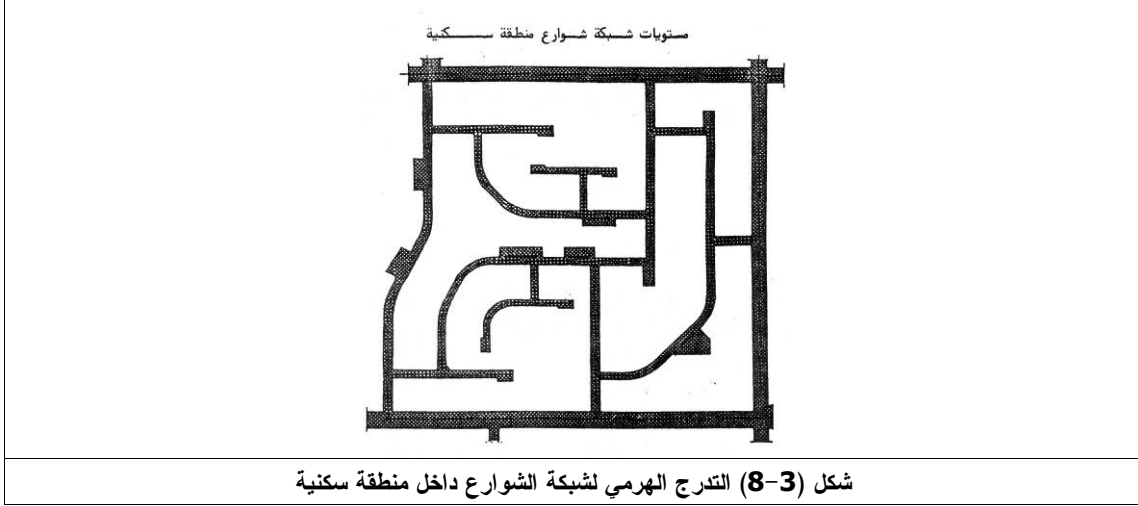 مستويات شبكة شوارع منطقة سكنية
شكل (3-8) التدرج الهرمي لشبكة الشوارع داخل منطقة سكنية